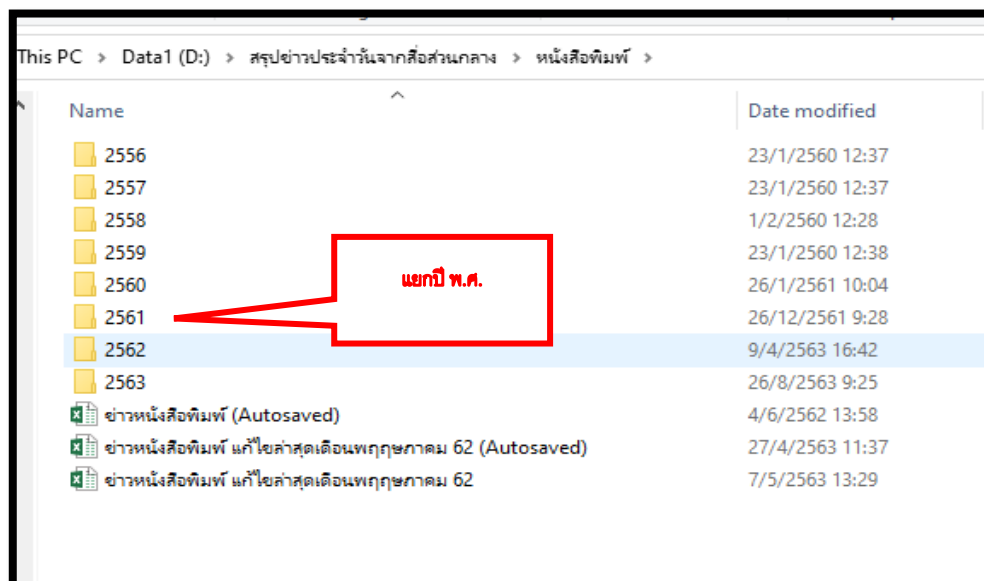 This PC > Data1 (D:) > สรุปข่าวประจำวันจากสื่อส่วนกลาง > หนังสือพิมพ์ >
Name Date modified
2556 23/1/2560 12:37
2557 23/1/2560 12:37
2558 1/2/2560 12:28
2559 23/1/2560 12:38
2560 26/1/2561 10:04
แยกปี พ.ศ.
2561 26/12/2561 9:28
2562 9/4/2563 16:42
2563 26/8/2563 9:25
ข่าวหนังสือพิมพ์ (Autosaved) 4/6/2562 13:58
ข่าวหนังสือพิมพ์ แก้ไขล่าสุดเดือนพฤษภาคม 62 (Autosaved) 27/4/2563 11:37
ข่าวหนังสือพิมพ์ แก้ไขล่าสุดเดือนพฤษภาคม 62 7/5/2563 13:29